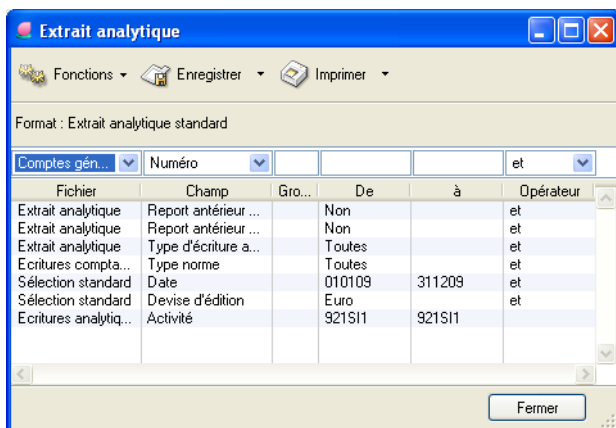 Extrait analytique
Fonctions Enregistrer Imprimer
Format : Extrait analytique standard
Comptes gén... Numéro et
Fichier Champ Gro... De à Opérateur
Extrait analytique Report antérieur ... Non et
Extrait analytique Report antérieur ... Non et
Extrait analytique Type d'écriture a... Toutes et
Ecritures compta... Type norme Toutes et
Sélection standard Date 010109 311209 et
Sélection standard Devise d'édition Euro et
Ecritures analytiq... Activité 921SI1 921SI1
Fermer